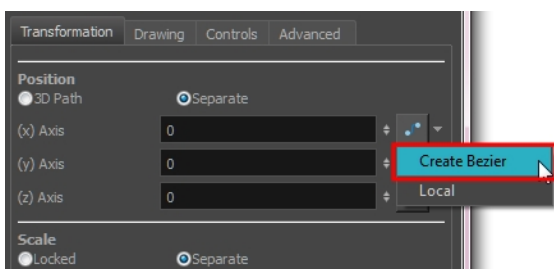 Transformation Drawing Controls Advanced
Position
3D Path Separate
(x) Axis 0
Create Bezier
(y) Axis 0
Local
(z) Axis 0
Scale
Locked Separate